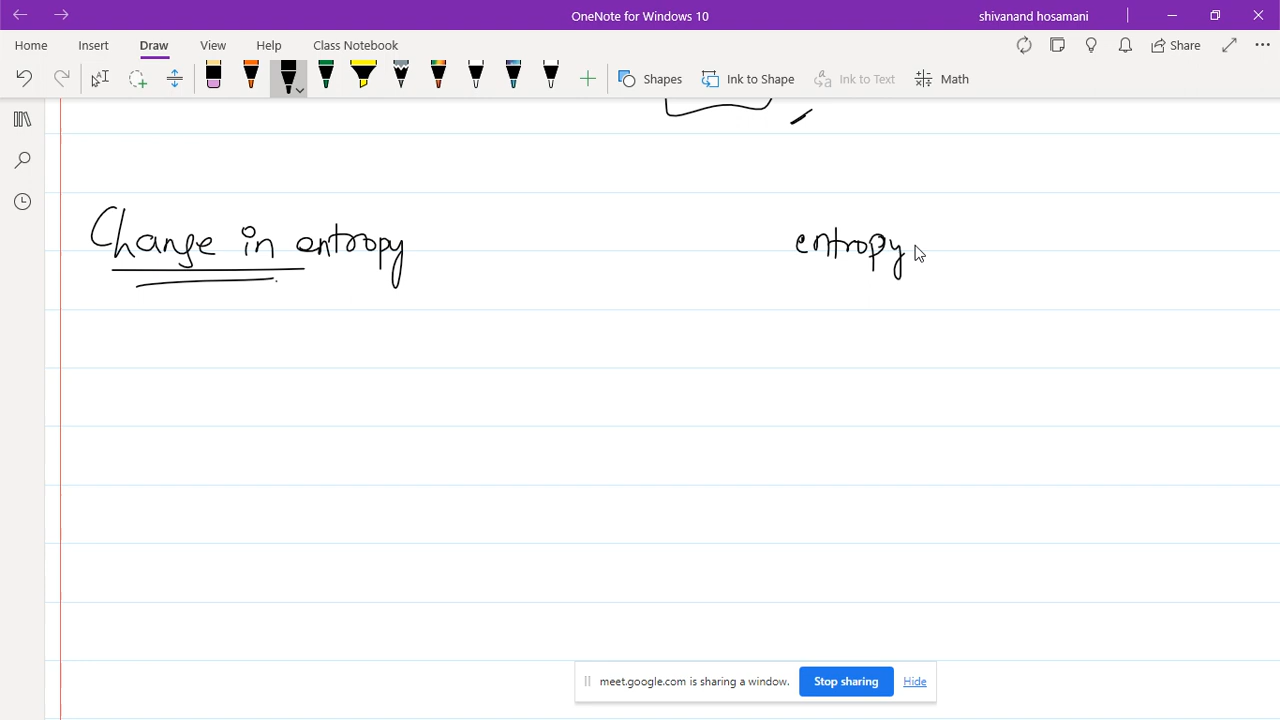 OneNote for Windows 10
shivanand hosamani
Home Insert Draw View Help Class Notebook
Share
Shapes Ink to Shape Ink to Text Math
Change in entropy entropy
meet.google.com is sharing a window. Stop sharing Hide